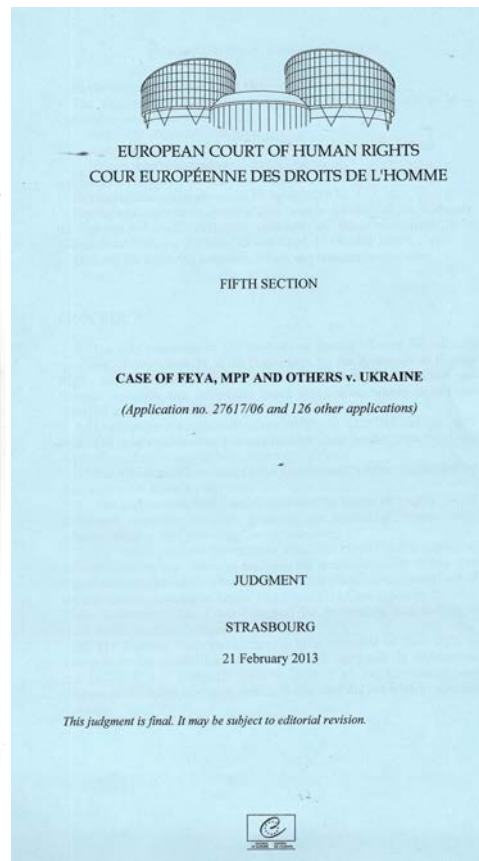 EUROPEAN COURT OF HUMAN RIGHTS
COUR EUROPÉENNE DES DROITS DE L'HOMME
FIFTH SECTION
CASE OF FEYA, MPP AND OTHERS v. UKRAINE
(Application no. 27617/06 and 126 other applications)
JUDGMENT
STRASBOURG
21 February 2013
This judgment is final. It may be subject to editorial revision.